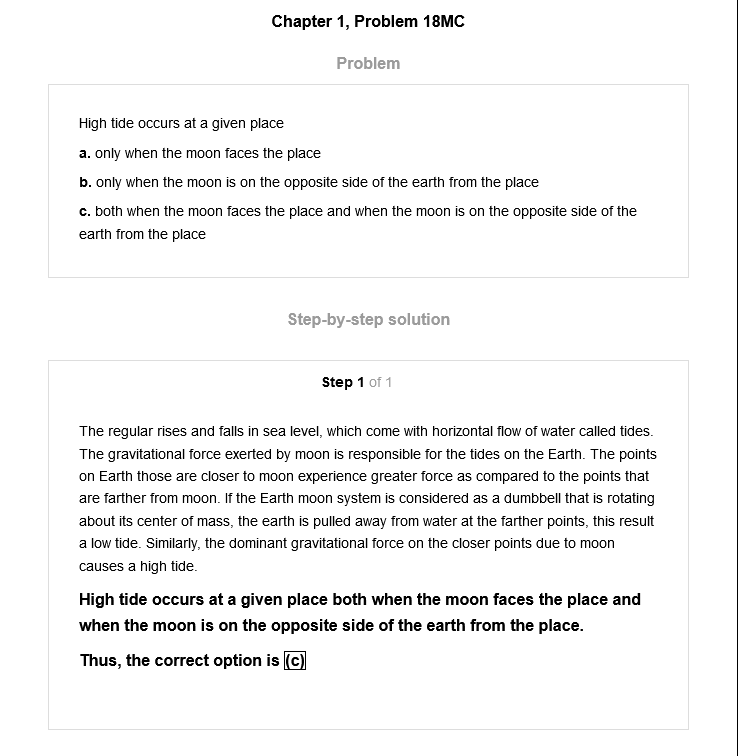 Chapter 1, Problem 18MC
Problem
High tide occurs at a given place
a. only when the moon faces the place
b. only when the moon is on the opposite side of the earth from the place
c. both when the moon faces the place and when the moon is on the opposite side of the
earth from the place
Step-by-step solution
Step 1 of 1
The regular rises and falls in sea level, which come with horizontal flow of water called tides.
The gravitational force exerted by moon is responsible for the tides on the Earth. The points
on Earth those are closer to moon experience greater force as compared to the points that
are farther from moon. If the Earth moon system is considered as a dumbbell that is rotating
about its center of mass, the earth is pulled away from water at the farther points, this result
a low tide. Similarly, the dominant gravitational force on the closer points due to moon
causes a high tide.
High tide occurs at a given place both when the moon faces the place and
when the moon is on the opposite side of the earth from the place.
Thus, the correct option is (c)